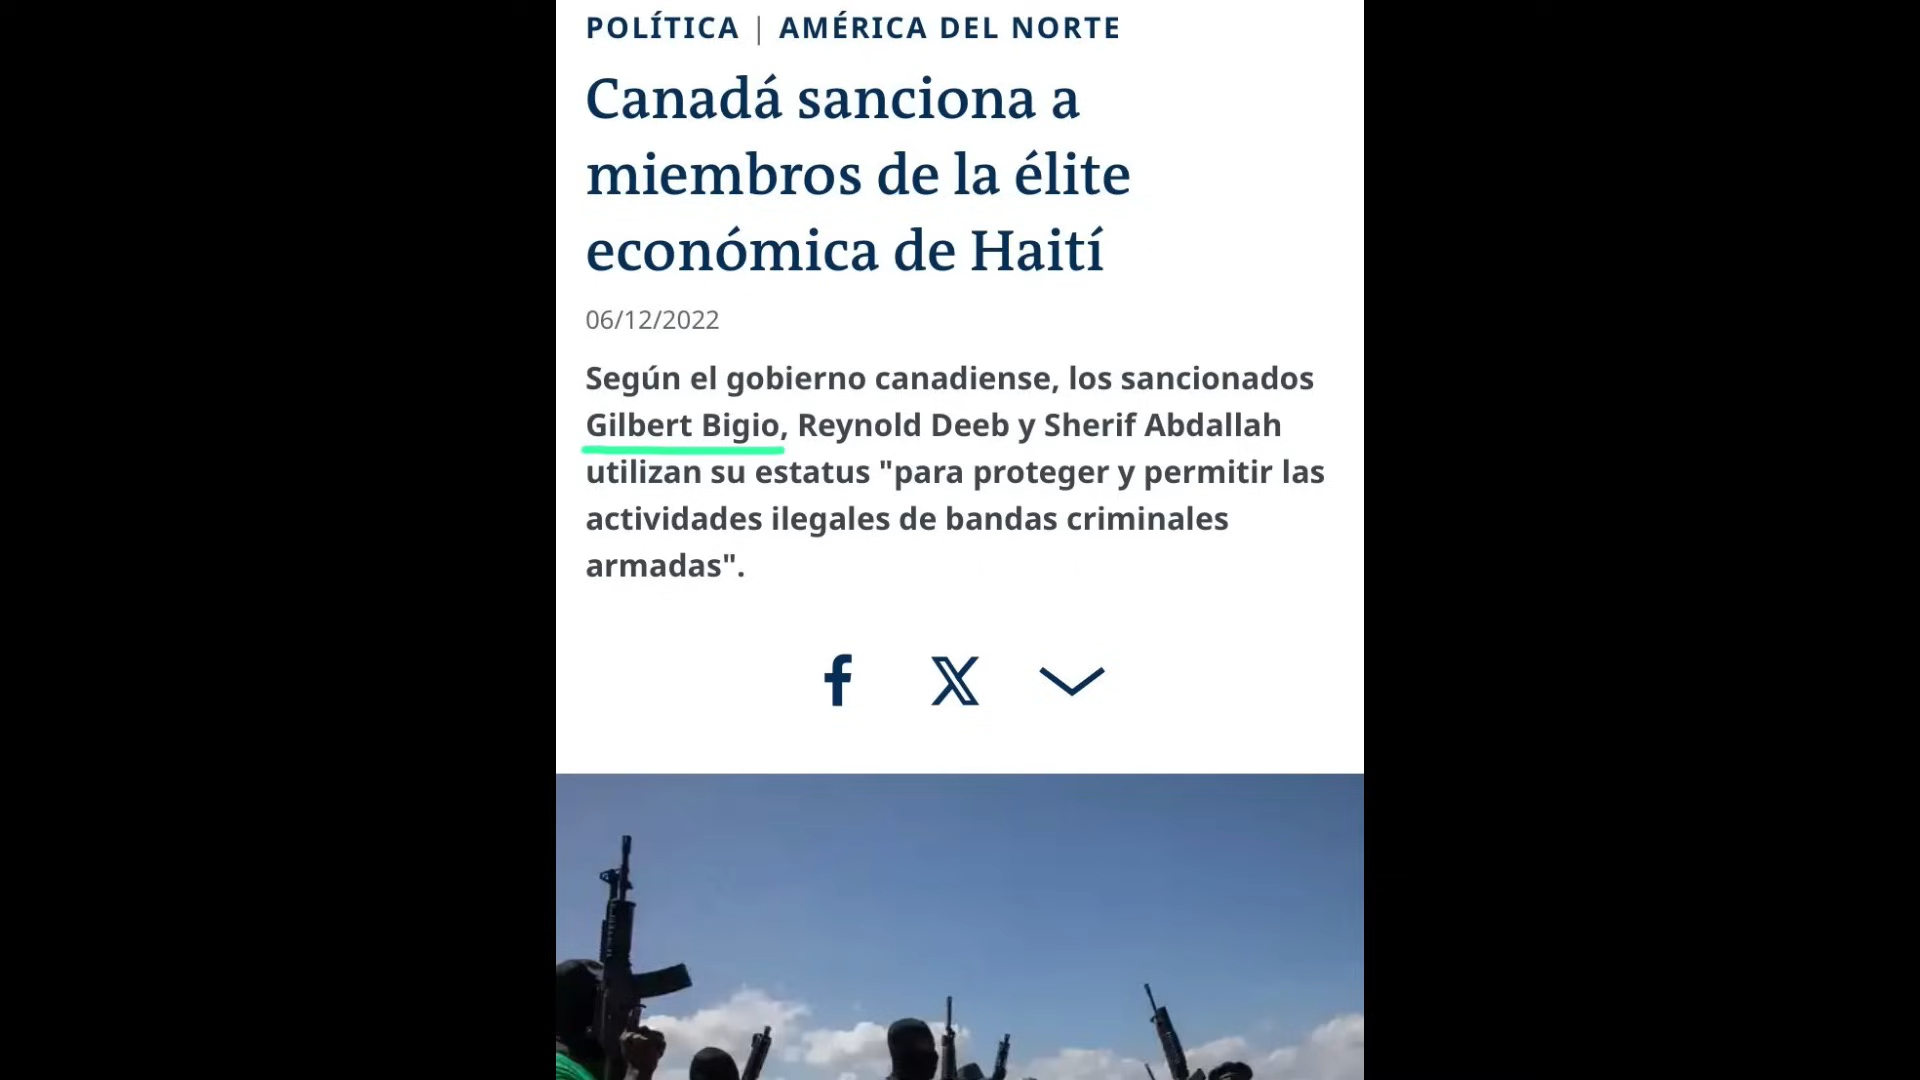 POLÍTICA | AMÉRICA DEL NORTE
Canadá sanciona a
miembros de la élite
económica de Haití
06/12/2022
Según el gobierno canadiense, los sancionados
Gilbert Bigio, Reynold Deeb y Sherif Abdallah
utilizan su estatus "para proteger y permitir las
actividades ilegales de bandas criminales
armadas".